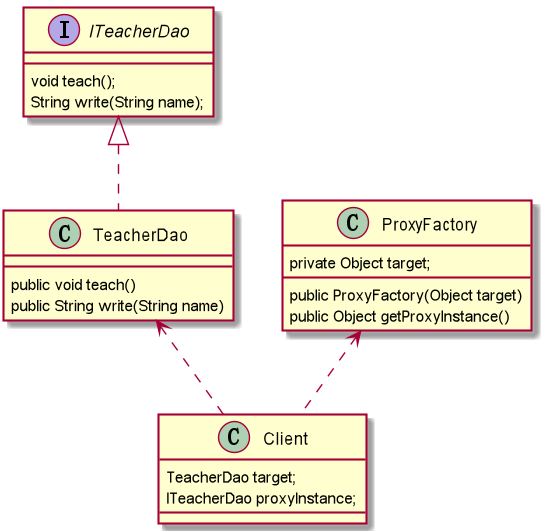 I ITeacherDao
void teach();
String write(String name);
C TeacherDao
public void teach()
public String write(String name)
C ProxyFactory
private Object target;
public ProxyFactory(Object target)
public Object getProxyInstance()
C Client
TeacherDao target;
ITeacherDao proxyInstance;